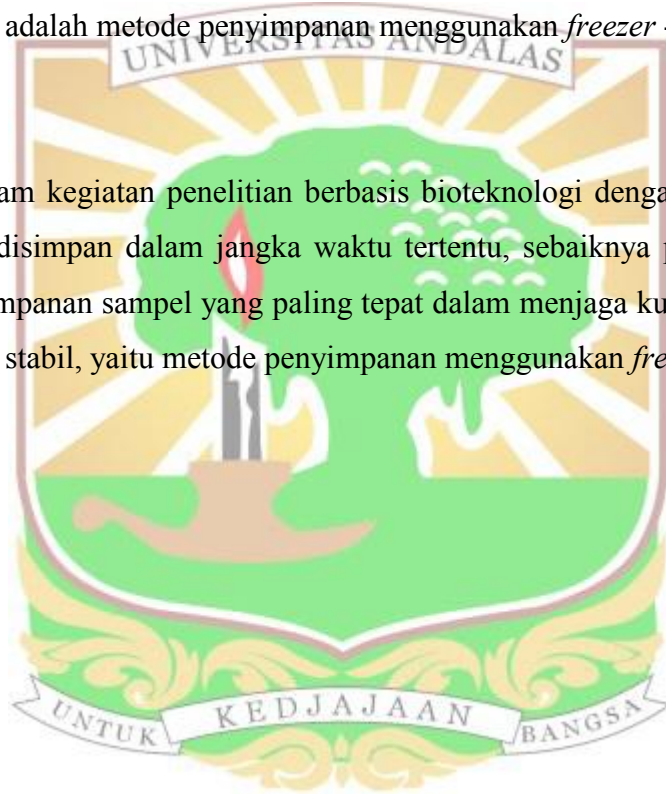 adalah metode penyimpanan menggunakan freezer -
UNIVERSITAS ANDALAS
am kegiatan penelitian berbasis bioteknologi denga
disimpan dalam jangka waktu tertentu, sebaiknya p
mpanan sampel yang paling tepat dalam menjaga ku
stabil, yaitu metode penyimpanan menggunakan fre
UNTUK KEDJAJAAN BANGSA